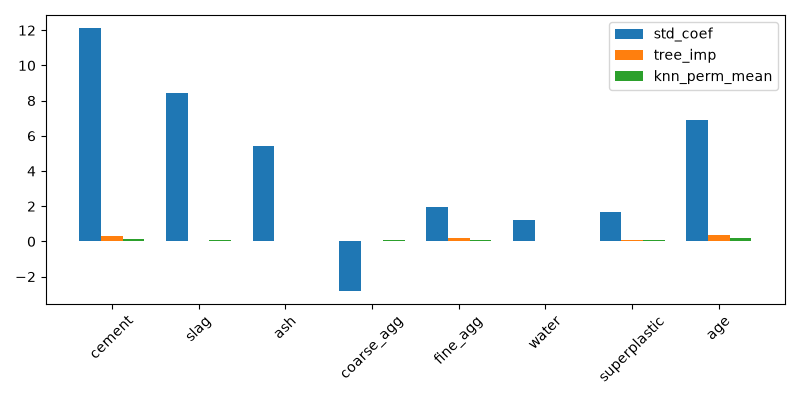 12
10
8
6
4
2
0
−2
std_coef
tree_imp
knn_perm_mean
cement
slag
ash
coarse_agg
fine_agg
water
superplastic
age